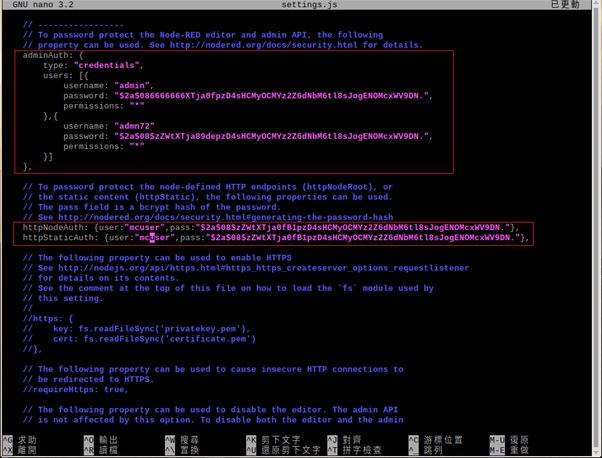 GNU nano 3.2 settings.js 已更動
// -----------------
// To password protect the Node-RED editor and admin API, the following
// property can be used. See http://nodered.org/docs/security.html for details.
adminAuth: {
type: "credentials",
users: [{
username: "admin",
password: "$2a$086666666XTja0fpzD4sHCMyOCMYz2Z6dNbM6tl8sJogENOMcxWV9DN.",
permissions: "*"
},{
username: "admn72"
password: "$2a$08$zZWtXTja89depzD4sHCMyOCMYz2Z6dNbM6tl8sJogENOMcxWV9DN.",
permissions: "*"
}]
},
// To password protect the node-defined HTTP endpoints (httpNodeRoot), or
// the static content (httpStatic), the following properties can be used.
// The pass field is a bcrypt hash of the password.
// See http://nodered.org/docs/security.html#generating-the-password-hash
httpNodeAuth: {user:"mcuser",pass:"$2a$08$zZWtXTja0fB1pzD4sHCMyOCMYz2Z6dNbM6tl8sJogENOMcxWV9DN."},
httpStaticAuth: {user:"mcuser",pass:"$2a$08$zZWtXTja0fB1pzD4sHCMyOCMYz2Z6dNbM6tl8sJogENOMcxWV9DN."},
// The following property can be used to enable HTTPS
// See http://nodejs.org/api/https.html#https_https_createserver_options_requestlistener
// for details on its contents.
// See the comment at the top of this file on how to load the `fs` module used by
// this setting.
//
//https: {
// key: fs.readFileSync('privatekey.pem'),
// cert: fs.readFileSync('certificate.pem')
//},
// The following property can be used to cause insecure HTTP connections to
// be redirected to HTTPS.
//requireHttps: true,
// The following property can be used to disable the editor. The admin API
// is not affected by this option. To disable both the editor and the admin
^G 求助 ^O 輸出 ^W 搜尋 ^K 剪下文字 ^J 對齊 ^C 游標位置 M-U 復原
^X 離開 ^R 讀檔 ^\ 置換 ^U 還原剪下文字 ^T 拼字檢查 ^_ 跳列 M-E 重做